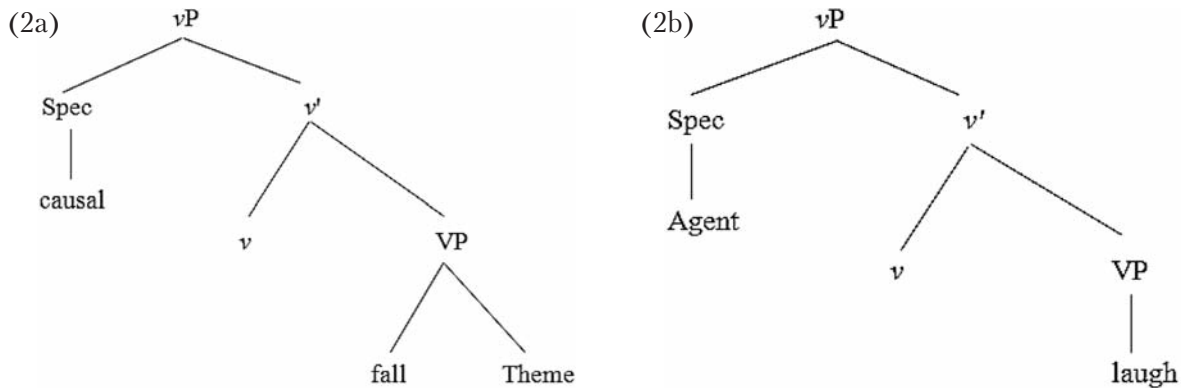 (2a) vP (2b) vP
Spec v' Spec v'
causal Agent
v VP v VP
fall Theme laugh